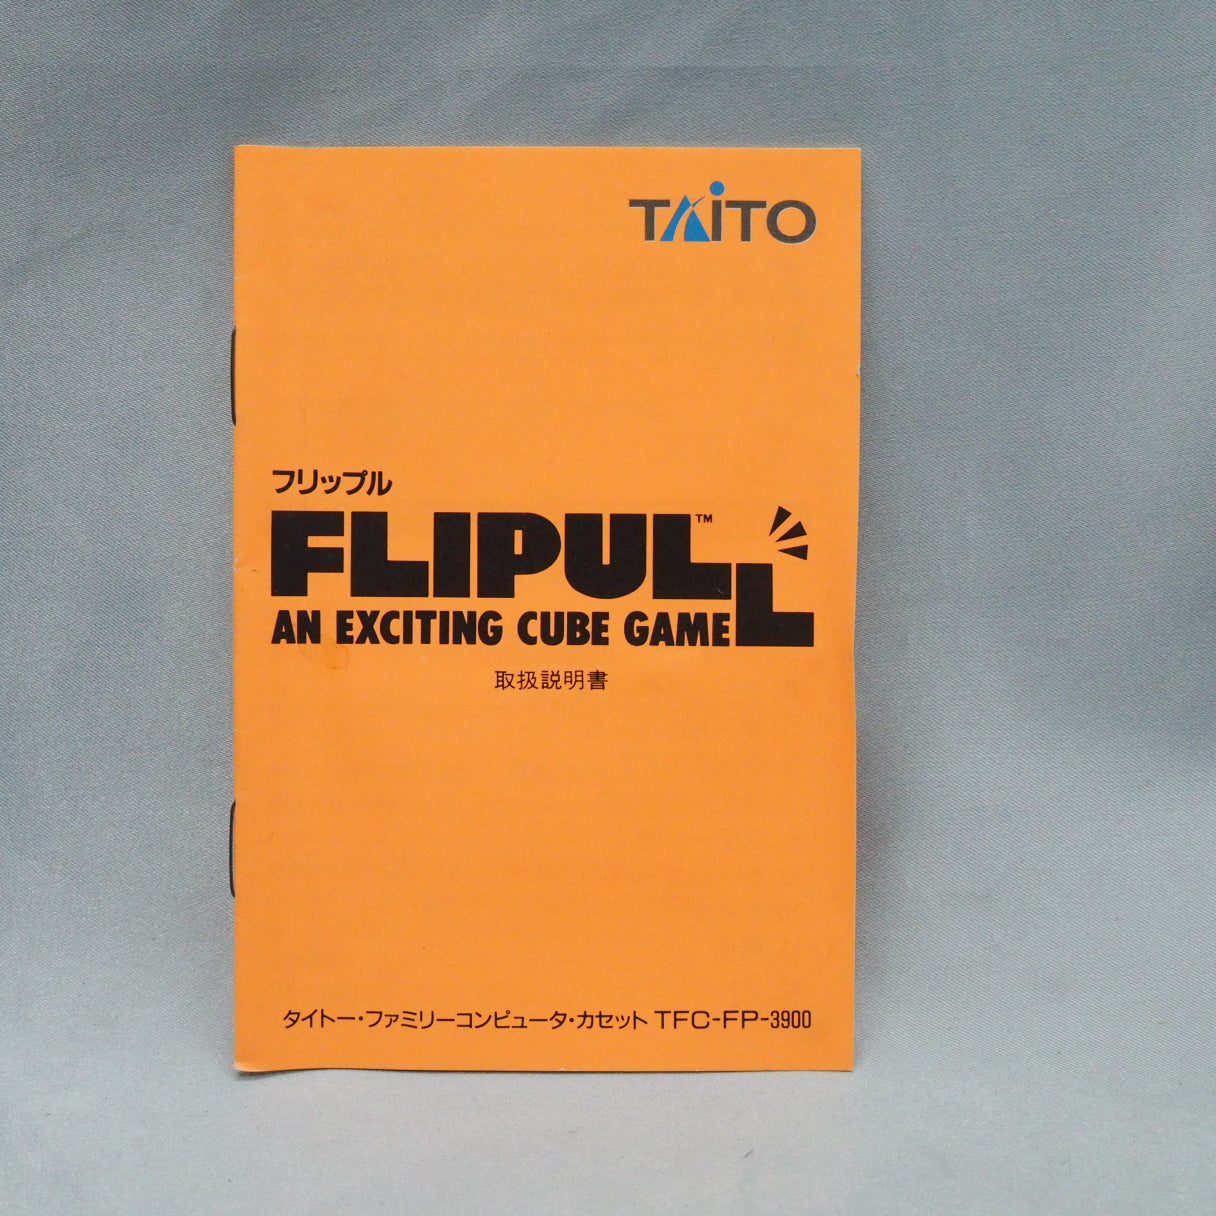 TAITO
フリップル
FLIPULL™
AN EXCITING CUBE GAME
取扱説明書
タイトー・ファミリーコンピュータ・カセット TFC-FP-3900